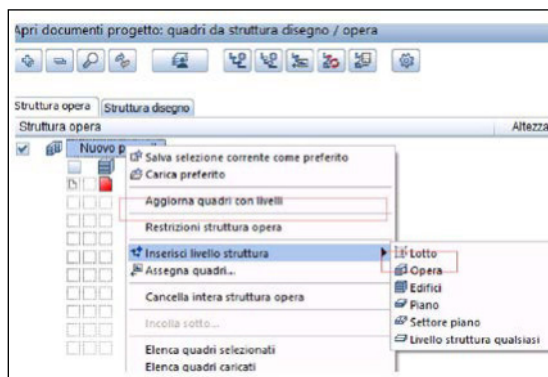 Apri documenti progetto: quadri da struttura disegno / opera
Struttura opera
Struttura disegno
Struttura opera
Altezza
Nuovo
Salva selezione corrente come preferito
Carica preferito
Aggiorna quadri con livelli
Restrizioni struttura opera
Inserisci livello struttura
Assegna quadri...
Cancella intera struttura opera
Incolla sotto...
Elenca quadri selezionati
Elenca quadri caricati
Lotto
Opera
Edifici
Piano
Settore piano
Livello struttura qualsiasi